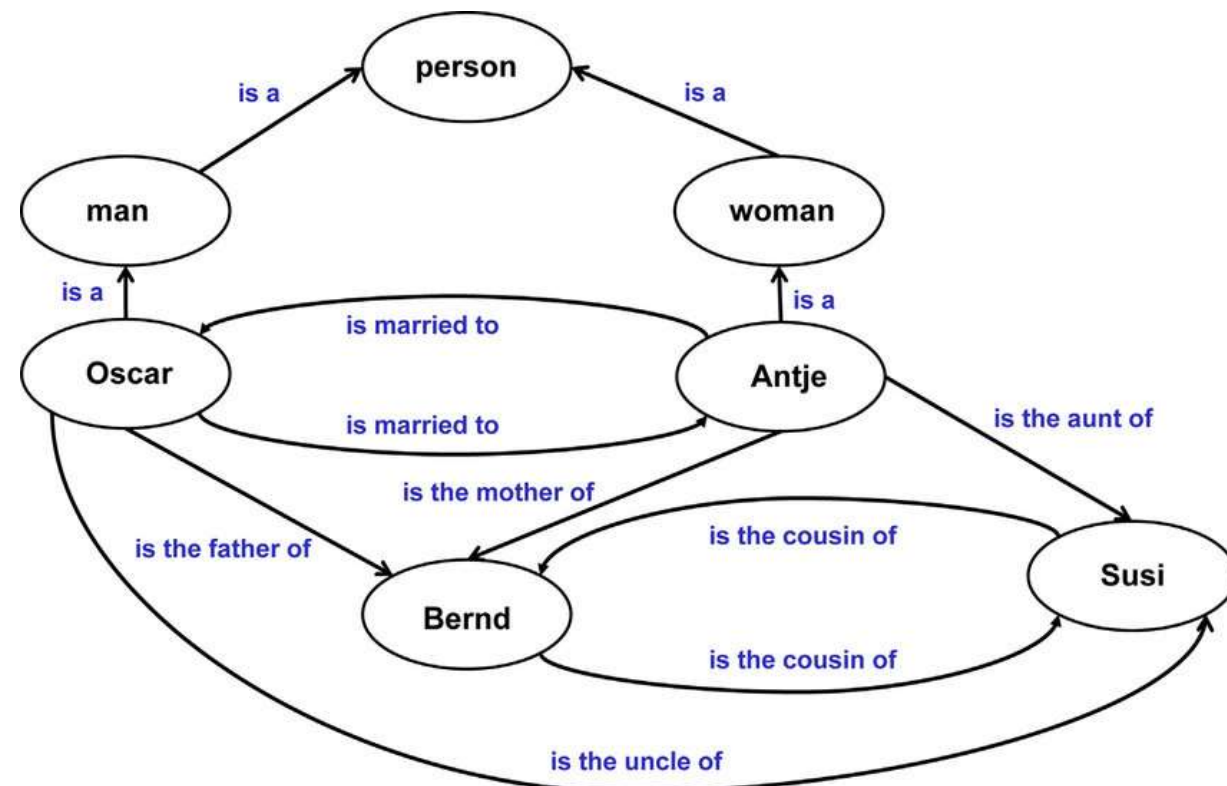 person
is a
is a
man
woman
is a
is a
is married to
Oscar
Antje
is married to
is the aunt of
is the mother of
is the cousin of
is the father of
Susi
Bernd
is the cousin of
is the uncle of